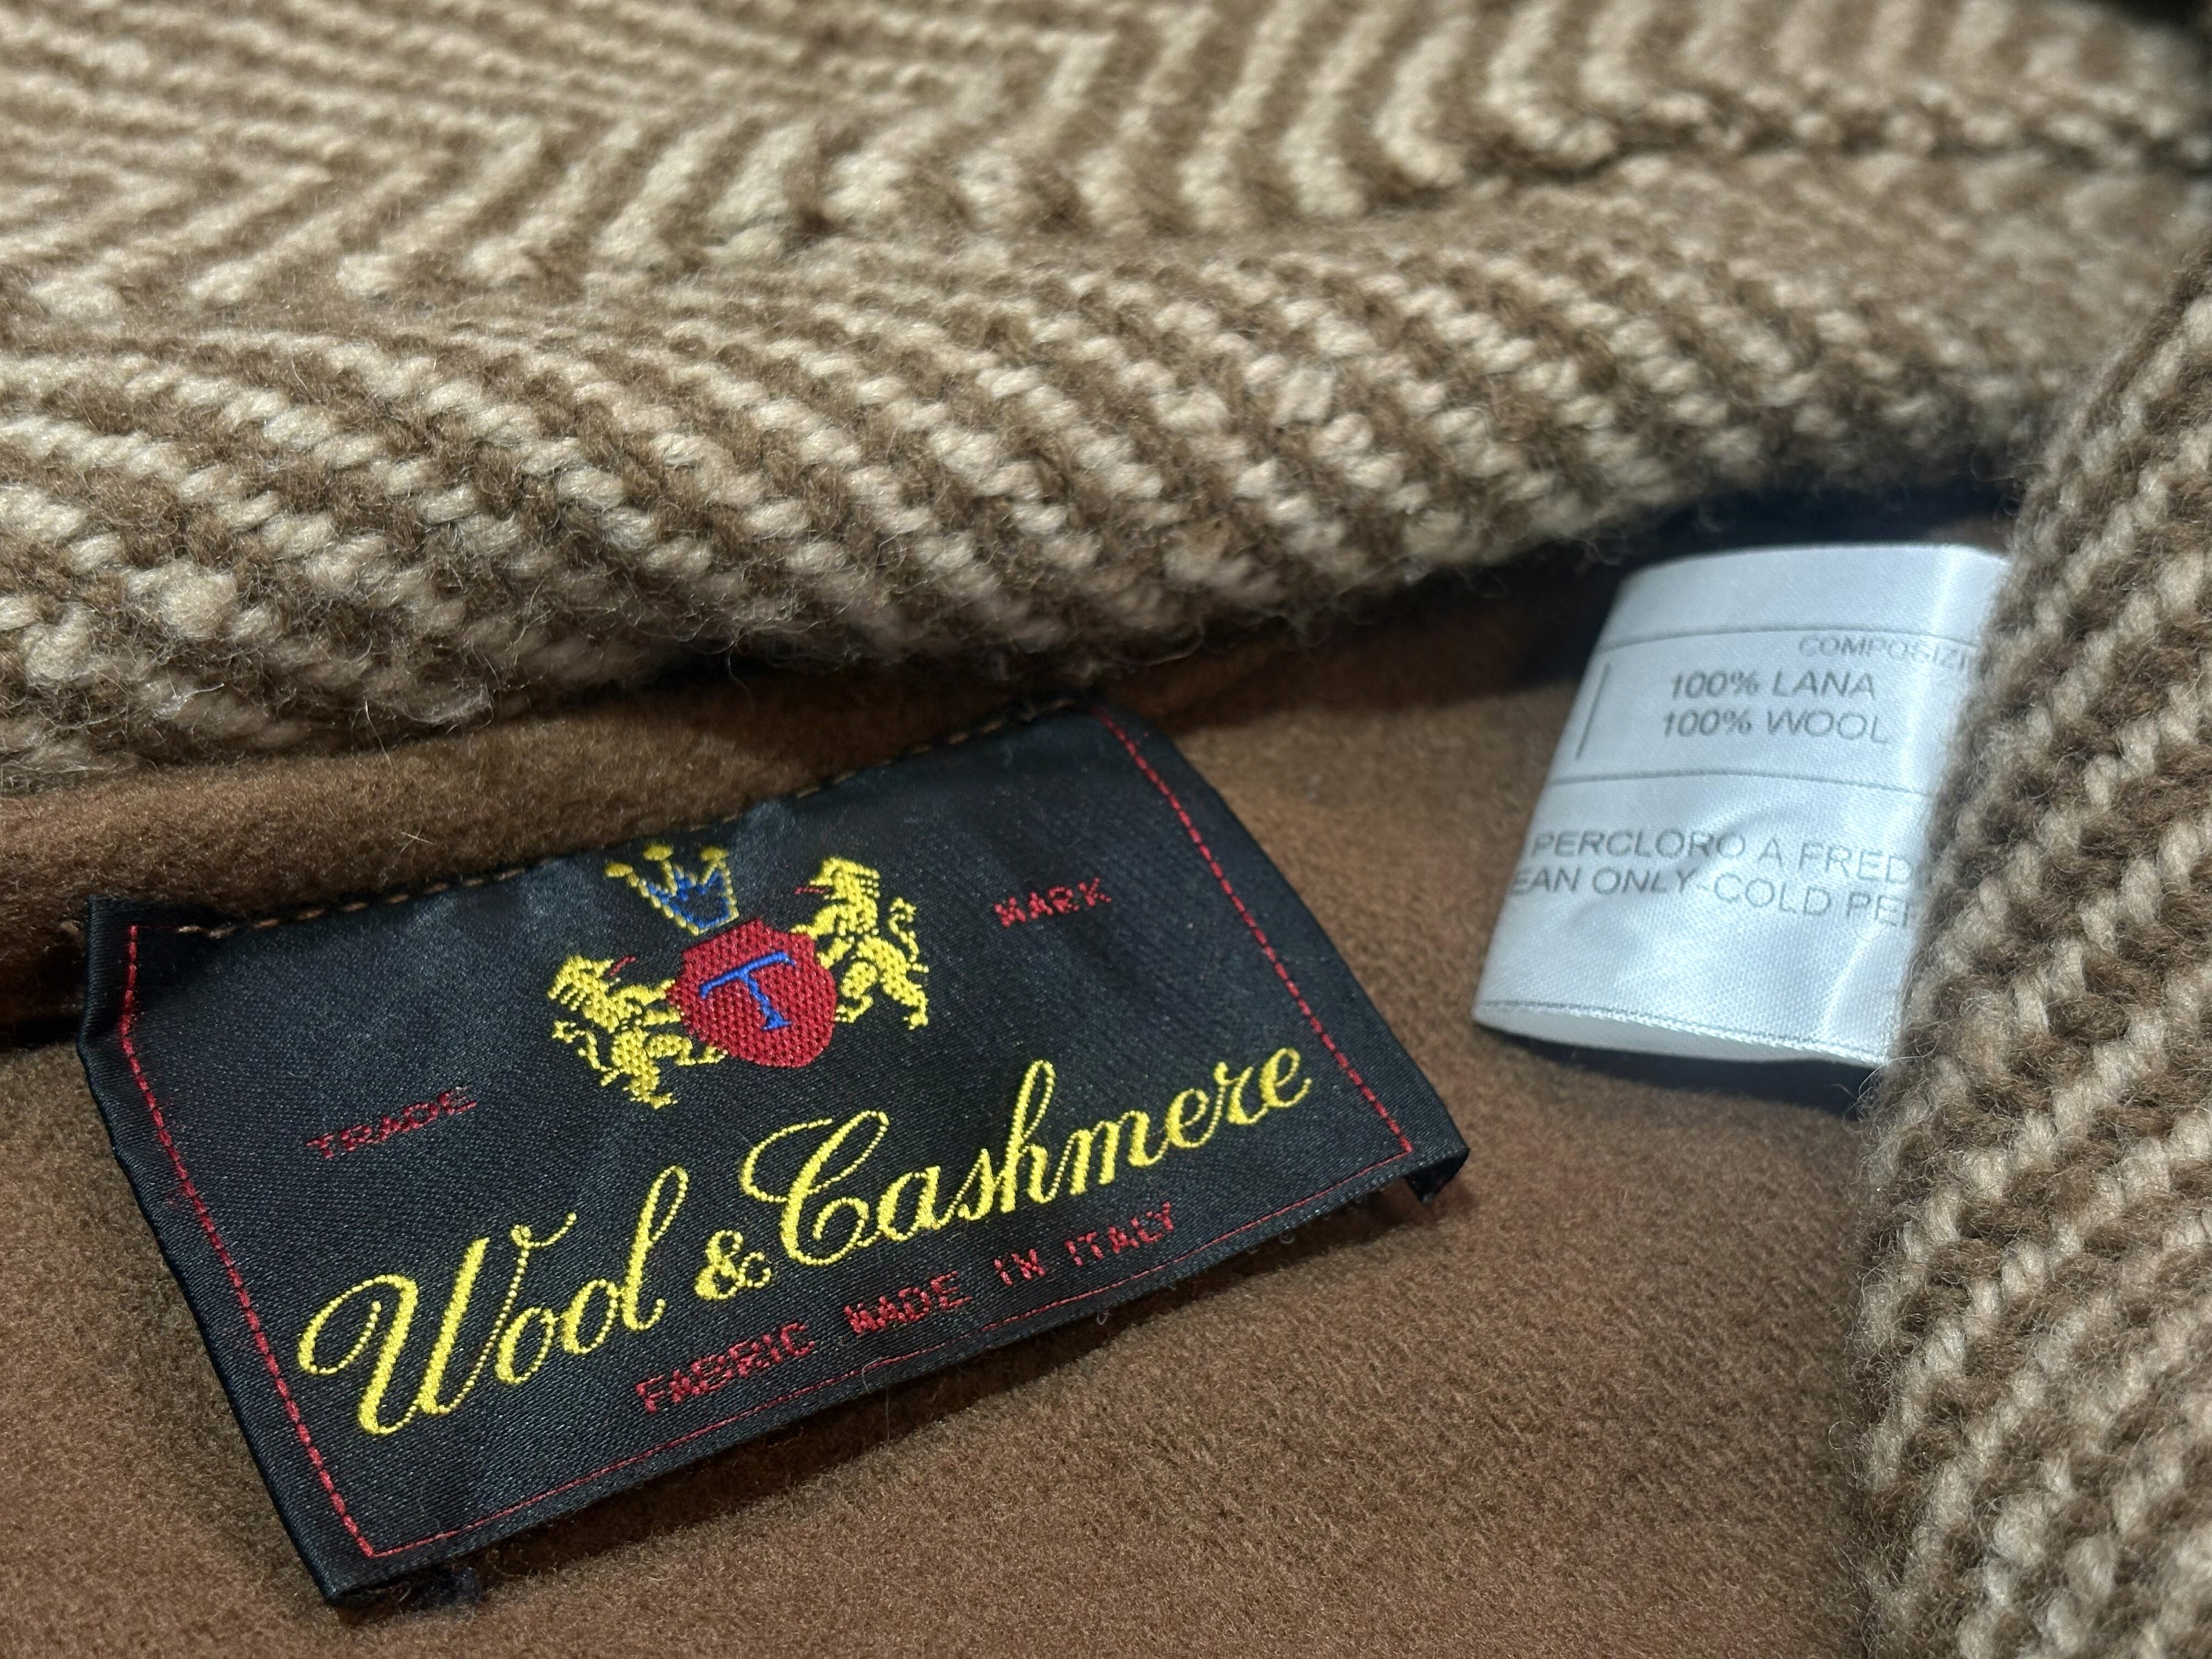 TRADE
T
MARK
Wool & Cashmere
FABRIC MADE IN ITALY
COMPOSIZI
100% LANA
100% WOOL
PERCLORO A FRED
EAN ONLY-COLD PE